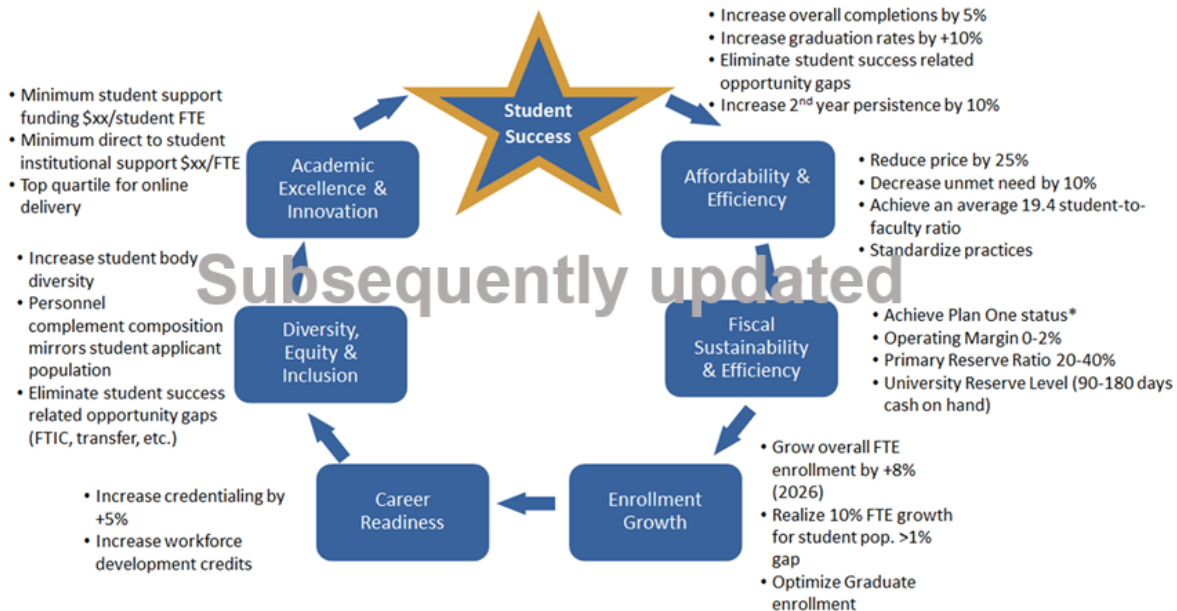 Student
Success
• Increase overall completions by 5%
• Increase graduation rates by +10%
• Eliminate student success related
opportunity gaps
• Increase 2nd year persistence by 10%
Affordability &
Efficiency
• Reduce price by 25%
• Decrease unmet need by 10%
• Achieve an average 19.4 student-to-
faculty ratio
• Standardize practices
Fiscal
Sustainability
& Efficiency
• Achieve Plan One status*
• Operating Margin 0-2%
• Primary Reserve Ratio 20-40%
• University Reserve Level (90-180 days
cash on hand)
Enrollment
Growth
• Grow overall FTE
enrollment by +8%
(2026)
• Realize 10% FTE growth
for student pop. >1%
gap
• Optimize Graduate
enrollment
Career
Readiness
• Increase credentialing by
+5%
• Increase workforce
development credits
Diversity,
Equity &
Inclusion
• Increase student body
diversity
• Personnel
complement composition
mirrors student applicant
population
• Eliminate student success
related opportunity gaps
(FTIC, transfer, etc.)
Academic
Excellence &
Innovation
• Minimum student support
funding $xx/student FTE
• Minimum direct to student
institutional support $xx/FTE
• Top quartile for online
delivery
Subsequently updated